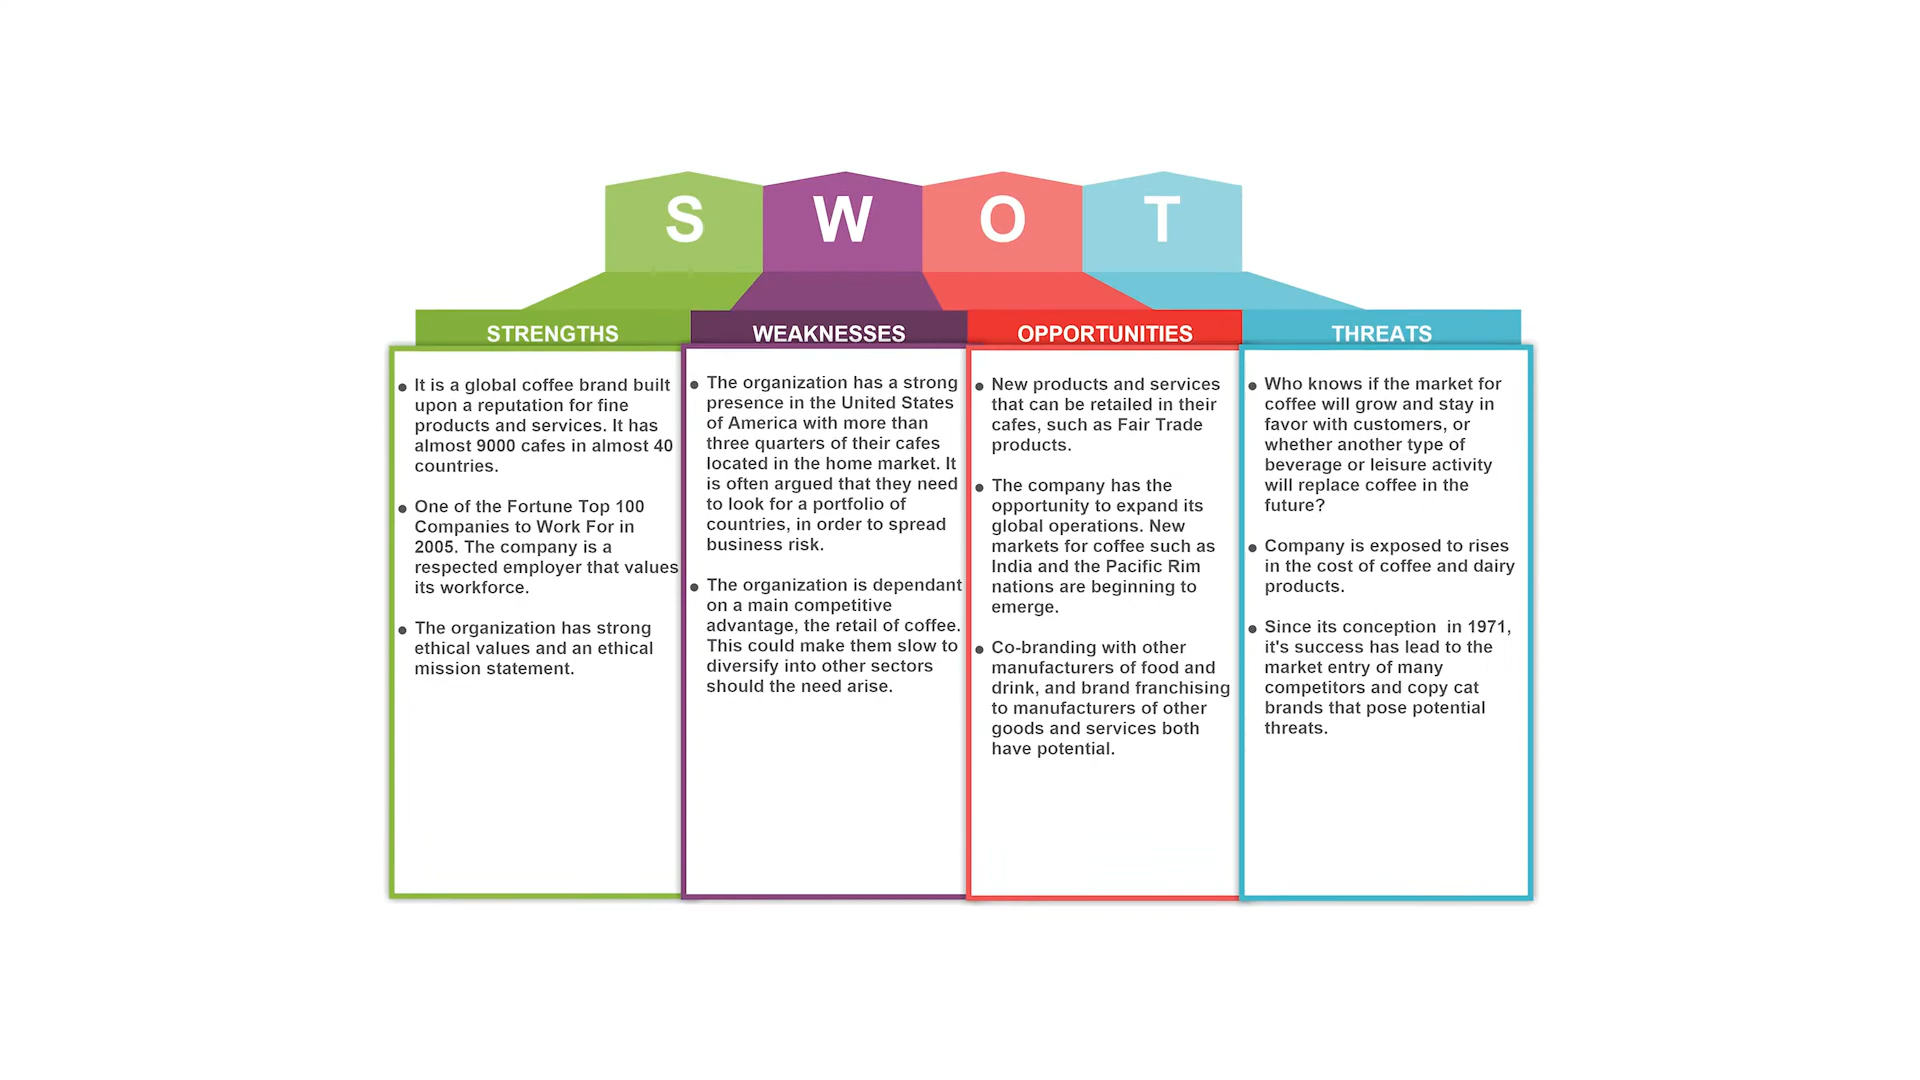 S W O T
STRENGTHS
It is a global coffee brand built
upon a reputation for fine
products and services. It has
almost 9000 cafes in almost 40
countries.
One of the Fortune Top 100
Companies to Work For in
2005. The company is a
respected employer that values
its workforce.
The organization has strong
ethical values and an ethical
mission statement.
WEAKNESSES
The organization has a strong
presence in the United States
of America with more than
three quarters of their cafes
located in the home market. It
is often argued that they need
to look for a portfolio of
countries, in order to spread
business risk.
The organization is dependant
on a main competitive
advantage, the retail of coffee.
This could make them slow to
diversify into other sectors
should the need arise.
OPPORTUNITIES
New products and services
that can be retailed in their
cafes, such as Fair Trade
products.
The company has the
opportunity to expand its
global operations. New
markets for coffee such as
India and the Pacific Rim
nations are beginning to
emerge.
Co-branding with other
manufacturers of food and
drink, and brand franchising
to manufacturers of other
goods and services both
have potential.
THREATS
Who knows if the market for
coffee will grow and stay in
favor with customers, or
whether another type of
beverage or leisure activity
will replace coffee in the
future?
Company is exposed to rises
in the cost of coffee and dairy
products.
Since its conception  in 1971,
it's success has lead to the
market entry of many
competitors and copy cat
brands that pose potential
threats.